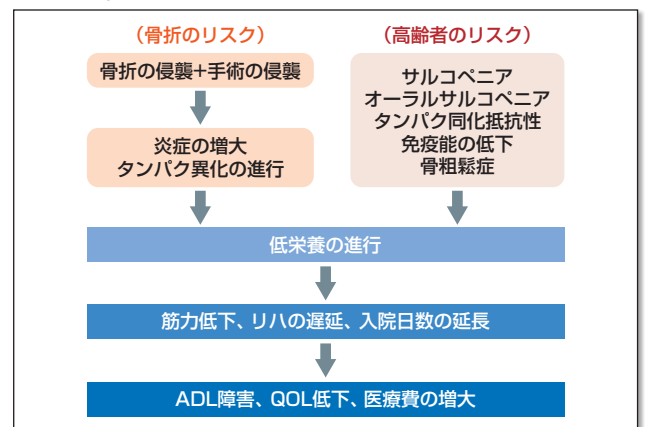 （骨折のリスク）
骨折の侵襲+手術の侵襲
炎症の増大
タンパク異化の進行
（高齢者のリスク）
サルコペニア
オーラルサルコペニア
タンパク同化抵抗性
免疫能の低下
骨粗鬆症
低栄養の進行
筋力低下、リハの遅延、入院日数の延長
ADL障害、QOL低下、医療費の増大